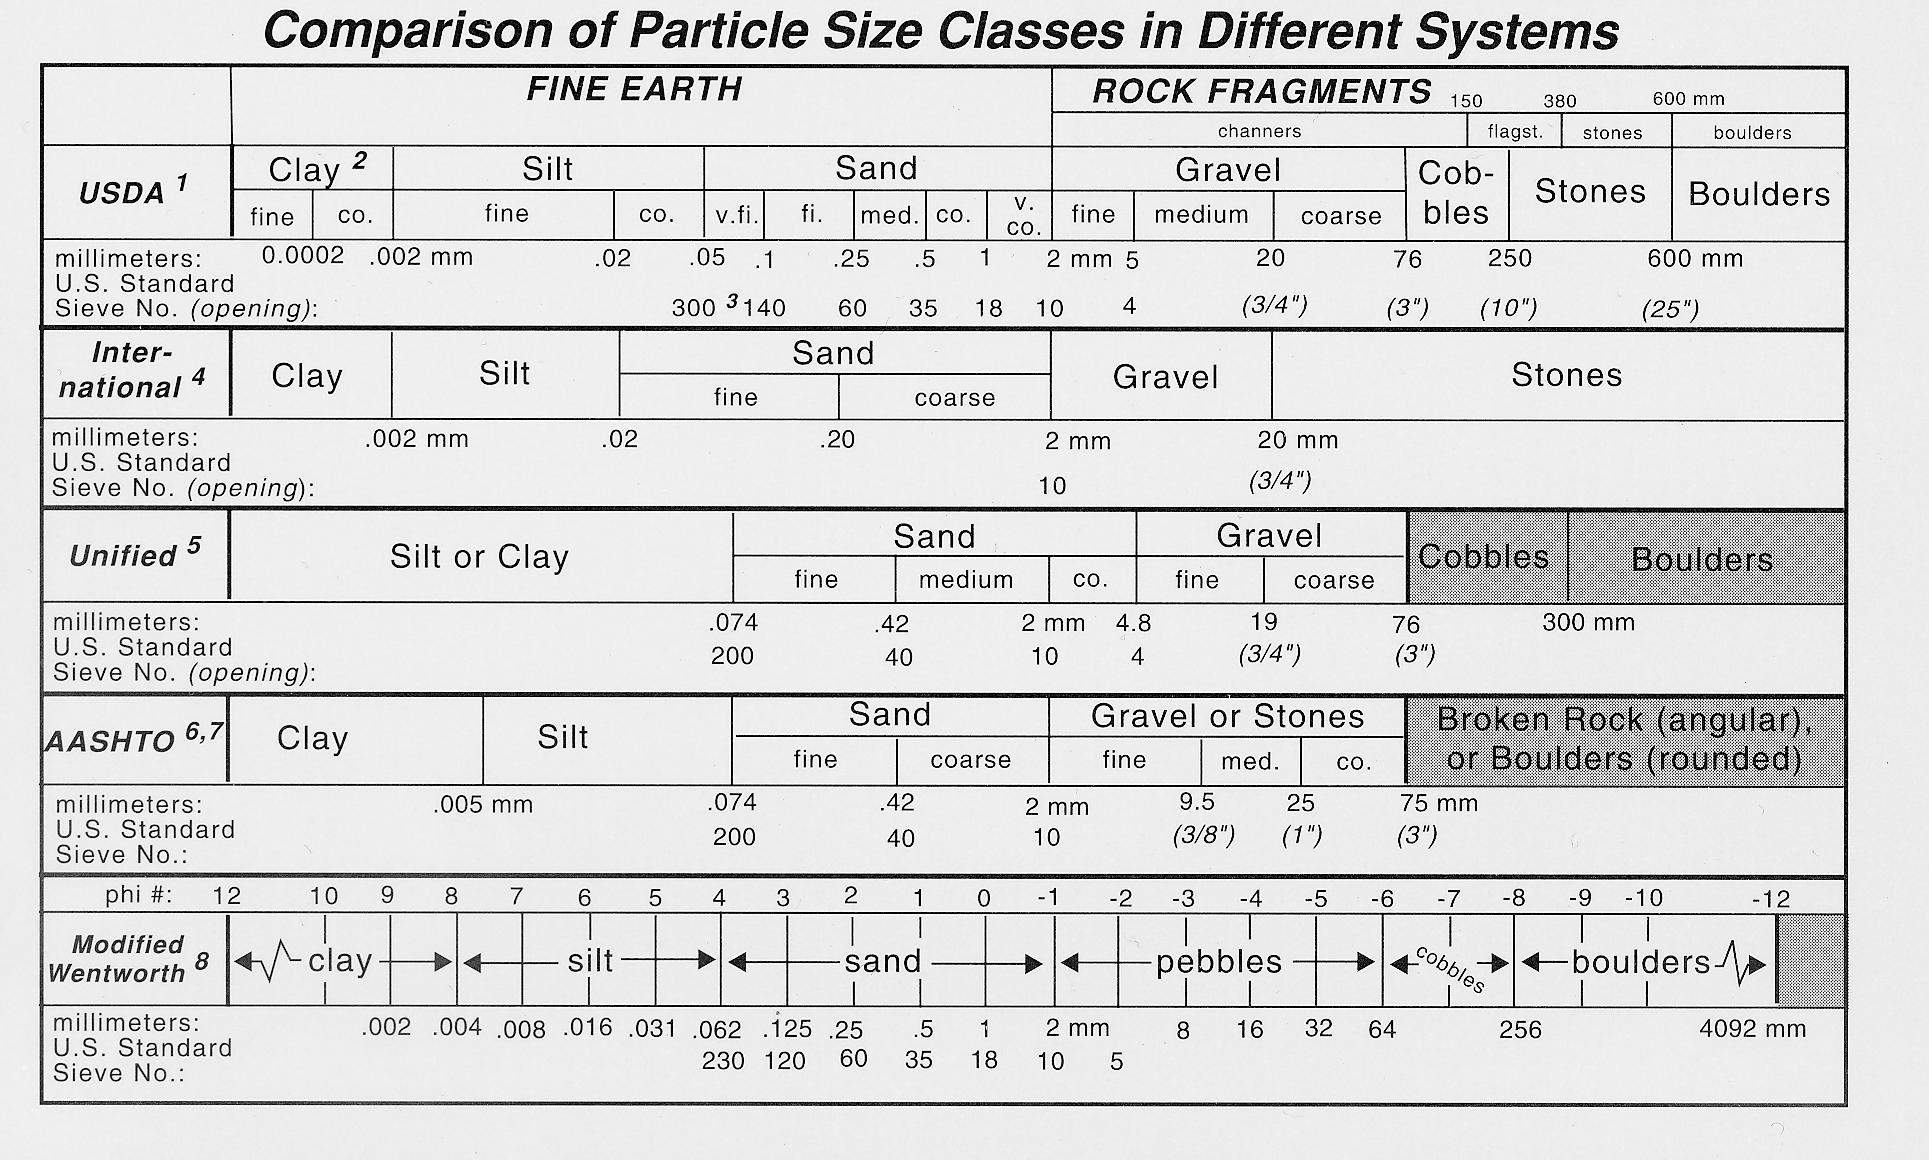 Comparison of Particle Size Classes in Different Systems
FINE EARTH ROCK FRAGMENTS 150 380 600 mm
channers flagst. stones boulders
USDA 1
Clay 2 Silt Sand Gravel Cob-bles Stones Boulders
fine co. fine co. v.fi. fi. med. co. v. co. fine medium coarse
millimeters: 0.0002 .002 mm .02 .05 .1 .25 .5 1 2 mm 5 20 76 250 600 mm
U.S. Standard
Sieve No. (opening): 300 3 140 60 35 18 10 4 (3/4") (3") (10") (25")
Inter-
national 4
Clay Silt Sand Gravel Stones
fine coarse
millimeters: .002 mm .02 .20 2 mm 20 mm
U.S. Standard
Sieve No. (opening): 10 (3/4")
Unified 5
Silt or Clay Sand Gravel Cobbles Boulders
fine medium co. fine coarse
millimeters: .074 .42 2 mm 4.8 19 76 300 mm
U.S. Standard 200 40 10 4 (3/4") (3")
Sieve No. (opening):
AASHTO 6,7
Clay Silt Sand Gravel or Stones Broken Rock (angular),
or Boulders (rounded)
fine coarse fine med. co.
millimeters: .005 mm .074 .42 2 mm 9.5 25 75 mm
U.S. Standard 200 40 10 (3/8") (1") (3")
Sieve No.:
phi #: 12 10 9 8 7 6 5 4 3 2 1 0 -1 -2 -3 -4 -5 -6 -7 -8 -9 -10 -12
Modified
Wentworth 8
clay silt sand pebbles cobbles boulders
millimeters: .002 .004 .008 .016 .031 .062 .125 .25 .5 1 2 mm 8 16 32 64 256 4092 mm
U.S. Standard 230 120 60 35 18 10 5
Sieve No.: